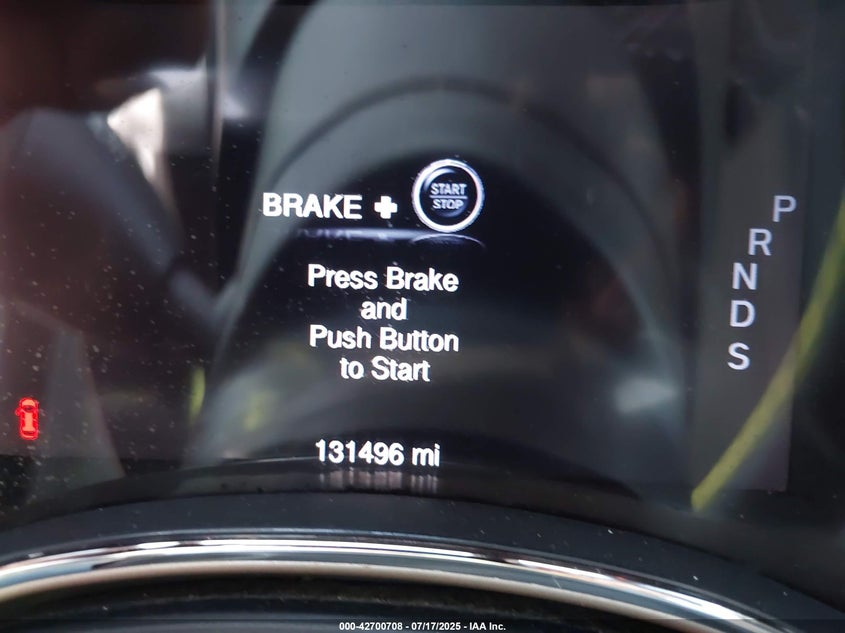 BRAKE + START STOP
Press Brake
and
Push Button
to Start
131496 mi
P
R
N
D
S
000-42700708 - 07/17/2025 - IAA Inc.